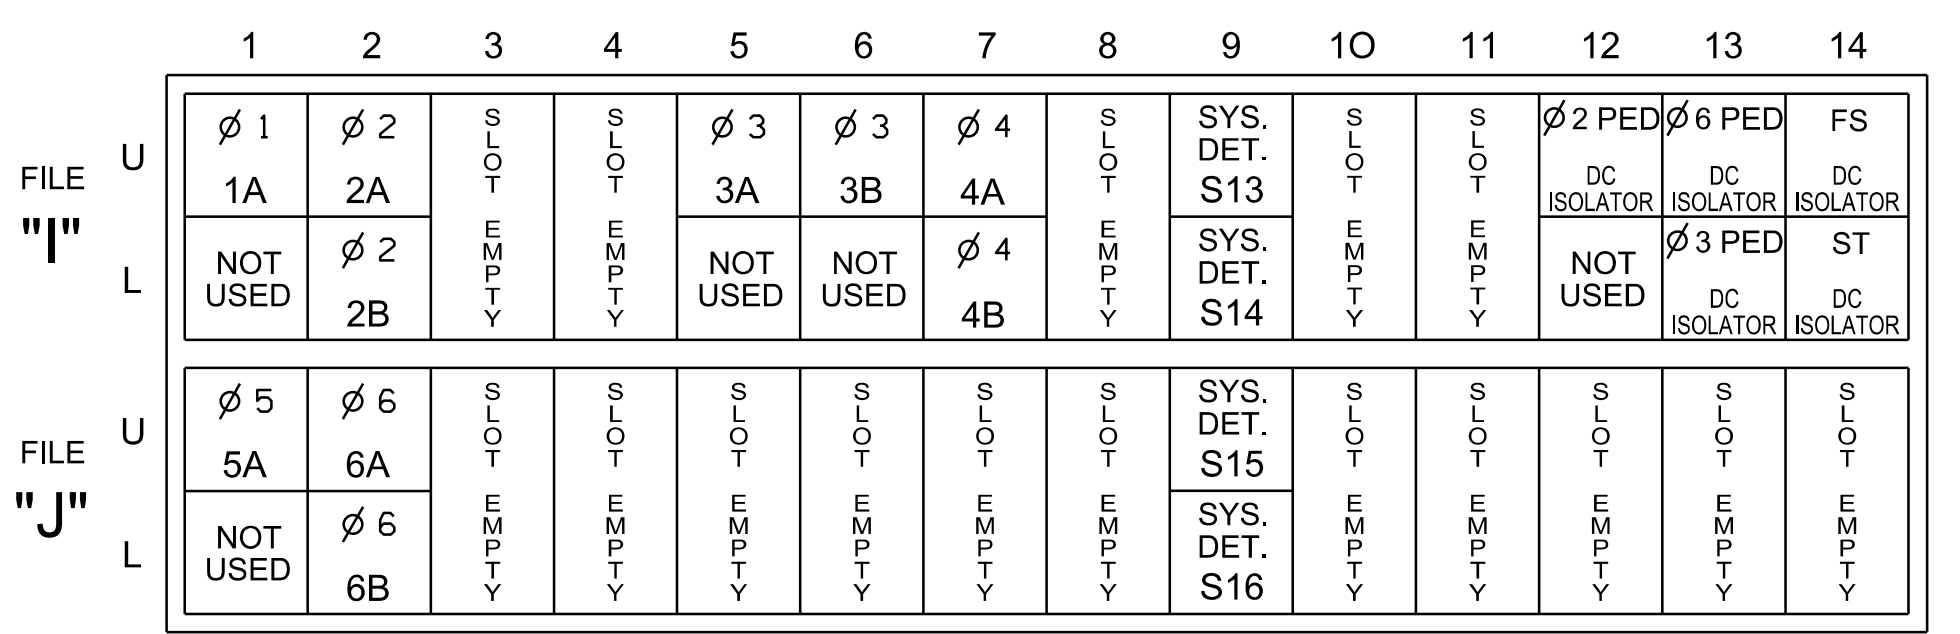 1 2 3 4 5 6 7 8 9 10 11 12 13 14
FILE "I"
U
Ø 1 1A
Ø 2 2A
SLOT EMPTY
SLOT EMPTY
Ø 3 3A
Ø 3 3B
Ø 4 4A
SLOT EMPTY
SYS. DET. S13
SLOT EMPTY
SLOT EMPTY
Ø 2 PED DC ISOLATOR
Ø 6 PED DC ISOLATOR
FS DC ISOLATOR
L
NOT USED
Ø 2 2B
NOT USED
NOT USED
Ø 4 4B
SYS. DET. S14
NOT USED
Ø 3 PED DC ISOLATOR
ST DC ISOLATOR
FILE "J"
U
Ø 5 5A
Ø 6 6A
SLOT EMPTY
SLOT EMPTY
SLOT EMPTY
SLOT EMPTY
SLOT EMPTY
SLOT EMPTY
SYS. DET. S15
SLOT EMPTY
SLOT EMPTY
SLOT EMPTY
SLOT EMPTY
SLOT EMPTY
L
NOT USED
Ø 6 6B
SYS. DET. S16